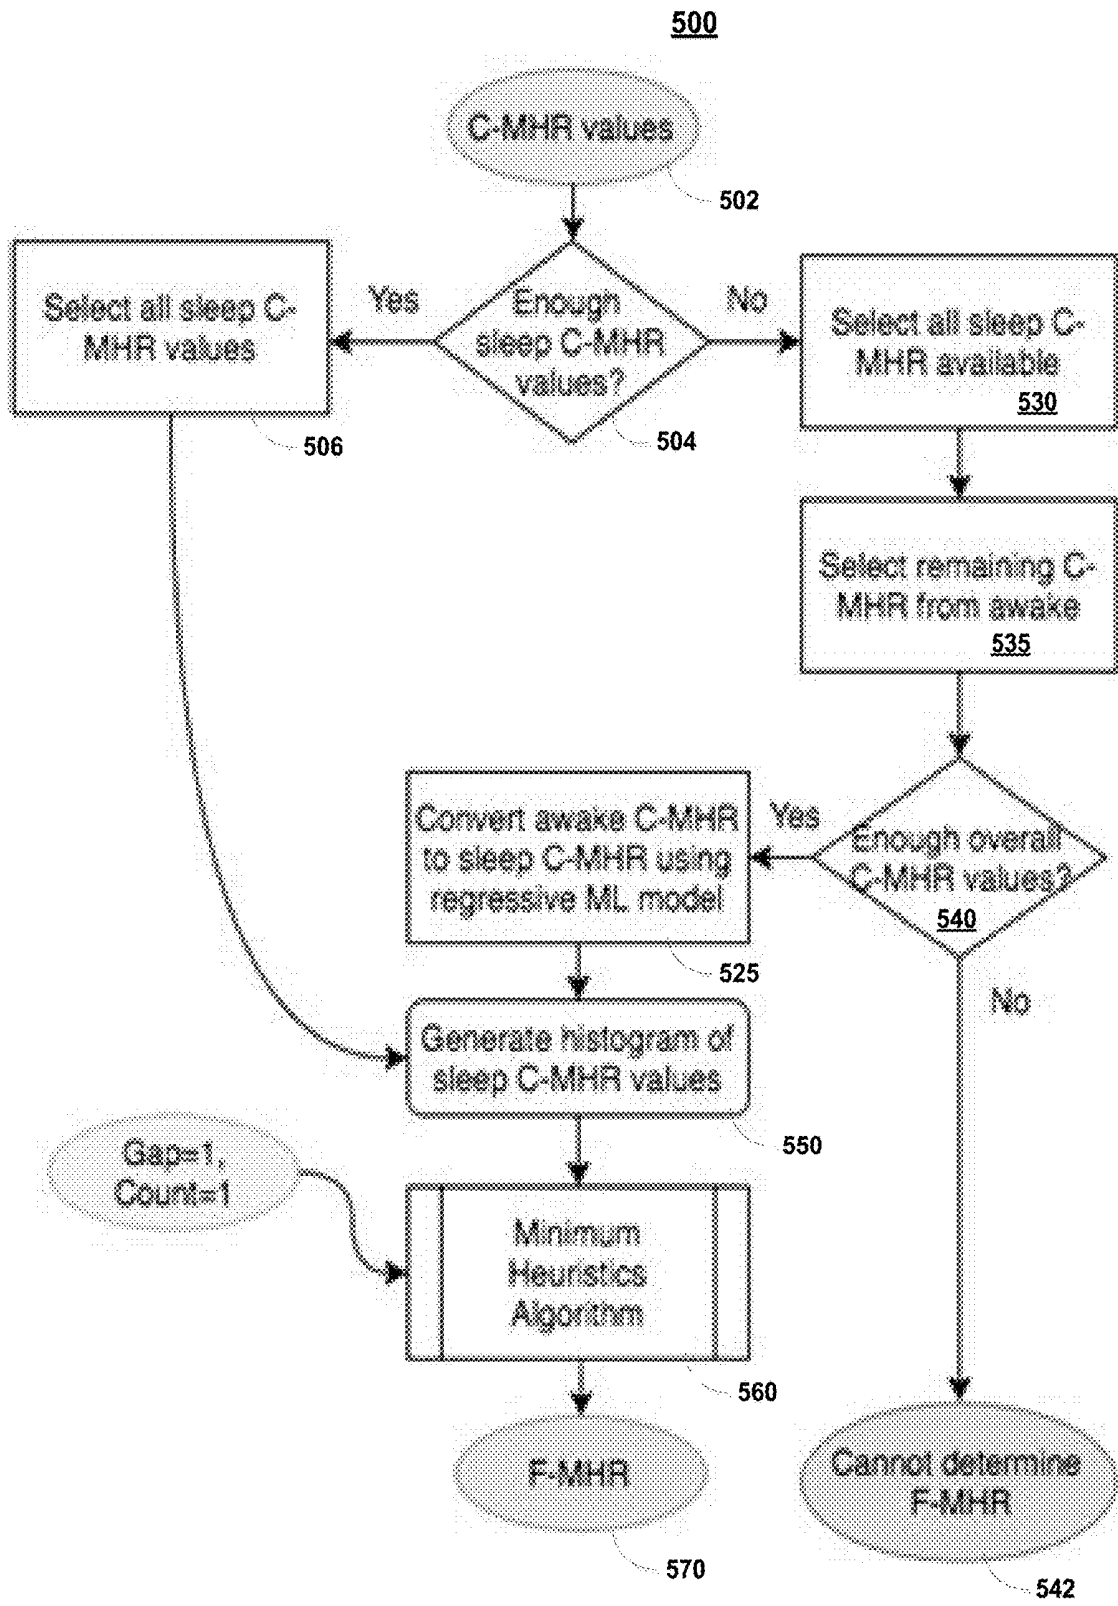 500
C-MHR values
502
Enough
sleep C-MHR
values?
504
Yes
No
Select all sleep C-
MHR values
506
Select all sleep C-
MHR available
530
Select remaining C-
MHR from awake
535
Enough overall
C-MHR values?
540
Yes
No
Convert awake C-MHR
to sleep C-MHR using
regressive ML model
525
Generate histogram of
sleep C-MHR values
550
Gap=1,
Count=1
Minimum
Heuristics
Algorithm
560
F-MHR
570
Cannot determine
F-MHR
542